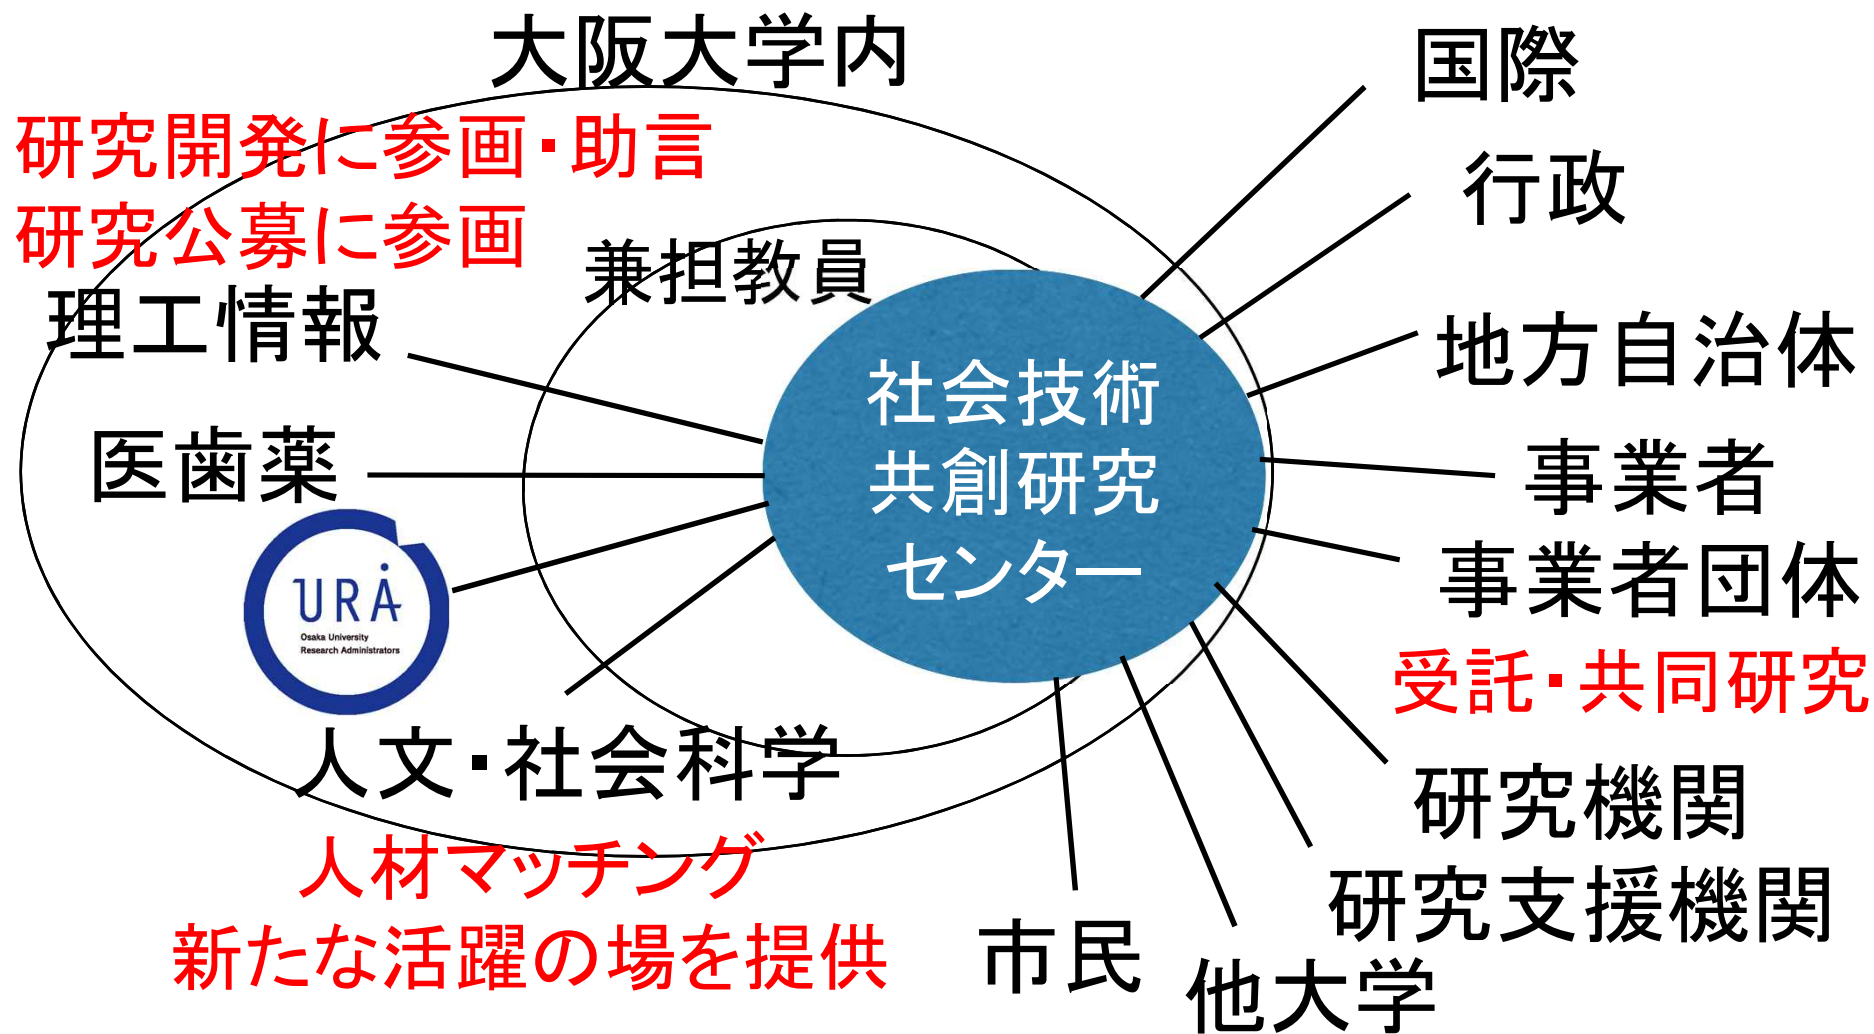 大阪大学内
研究開発に参画・助言
研究公募に参画
兼担教員
理工情報
医歯薬
URA
Osaka University
Research Administrators
人文・社会科学
人材マッチング
新たな活躍の場を提供
社会技術
共創研究
センター
国際
行政
地方自治体
事業者
事業者団体
受託・共同研究
研究機関
研究支援機関
他大学
市民